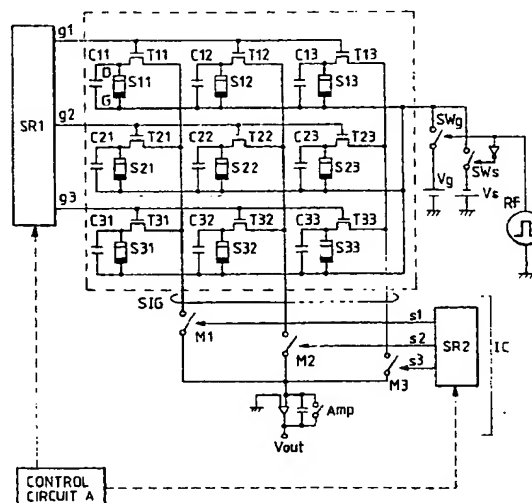 g1
C11 T11 C12 T12 C13 T13
D
S11 S12 S13
G
SR1
g2
C21 T21 C22 T22 C23 T23
SWg
S21 S22 S23
SWs
g3
Vg Vs
C31 T31 C32 T32 C33 T33
Rf
S31 S32 S33
SIG
s1
M1
s2
SR2
IC
M2
s3
M3
Amp
Vout
CONTROL
CIRCUIT A